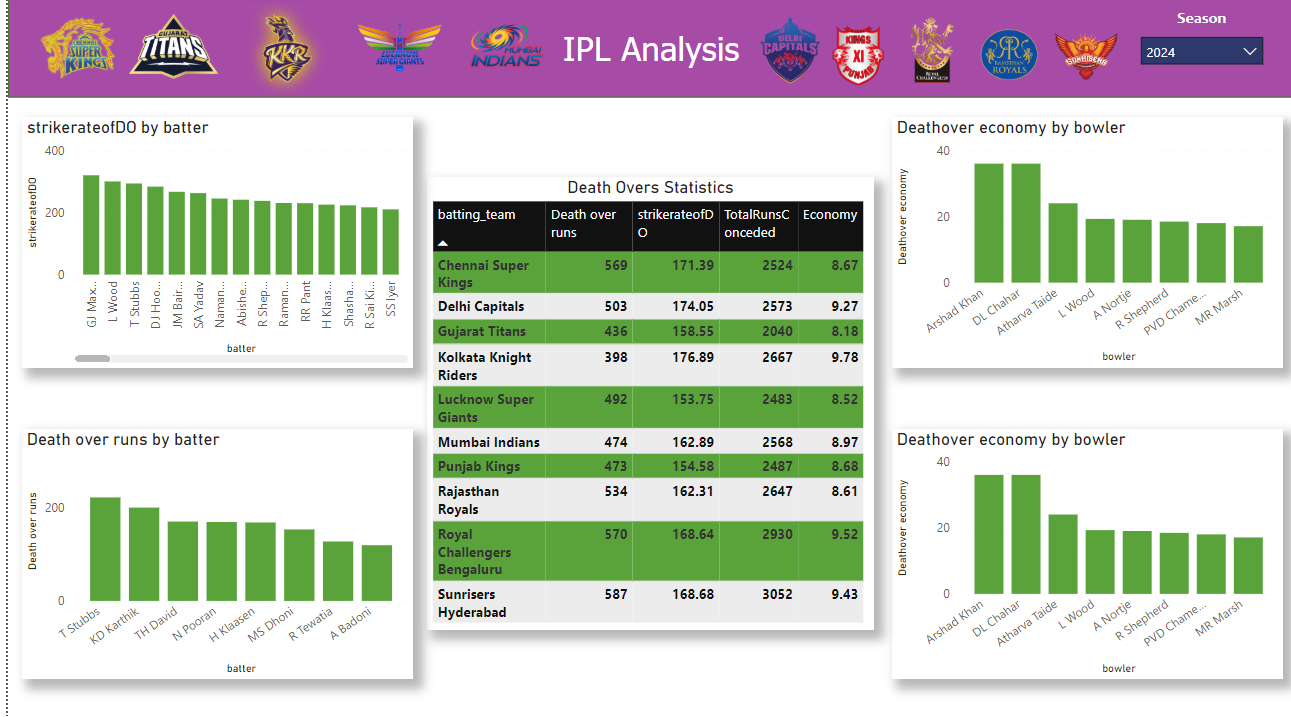 CHENNAI
SUPER
KINGS
GUJARAT
TITANS
KKR
LUCKNOW
SUPER GIANTS
MUMBAI
INDIANS
IPL Analysis
DELHI
CAPITALS
KINGS
XI
PUNJAB
ROYAL
CHALLENGERS
RR
RAJASTHAN
ROYALS
SUNRISERS
Season
2024
strikerateofDO by batter
strikerateofDO
400
200
0
GJ Max...
L Wood
T Stubbs
DJ Hoo...
JM Bair...
SA Yadav
Naman...
Abishe...
R Shep...
Raman...
RR Pant
H Klaas...
Shasha...
R Sai Ki...
SS Iyer
batter
Death over runs by batter
Death over runs
200
0
T Stubbs
KD Karthik
TH David
N Pooran
H Klaasen
MS Dhoni
R Tewatia
A Badoni
batter
Death Overs Statistics
batting_team Death over runs strikerateofD TotalRunsC Economy
O onceded
Chennai Super 569 171.39 2524 8.67
Kings
Delhi Capitals 503 174.05 2573 9.27
Gujarat Titans 436 158.55 2040 8.18
Kolkata Knight 398 176.89 2667 9.78
Riders
Lucknow Super 492 153.75 2483 8.52
Giants
Mumbai Indians 474 162.89 2568 8.97
Punjab Kings 473 154.58 2487 8.68
Rajasthan 534 162.31 2647 8.61
Royals
Royal 570 168.64 2930 9.52
Challengers
Bengaluru
Sunrisers 587 168.68 3052 9.43
Hyderabad
Deathover economy by bowler
Deathover economy
40
20
0
Arshad Khan
DL Chahar
Atharva Taide
L Wood
A Nortje
R Shepherd
PVD Chame...
MR Marsh
bowler
Deathover economy by bowler
Deathover economy
40
20
0
Arshad Khan
DL Chahar
Atharva Taide
L Wood
A Nortje
R Shepherd
PVD Chame...
MR Marsh
bowler